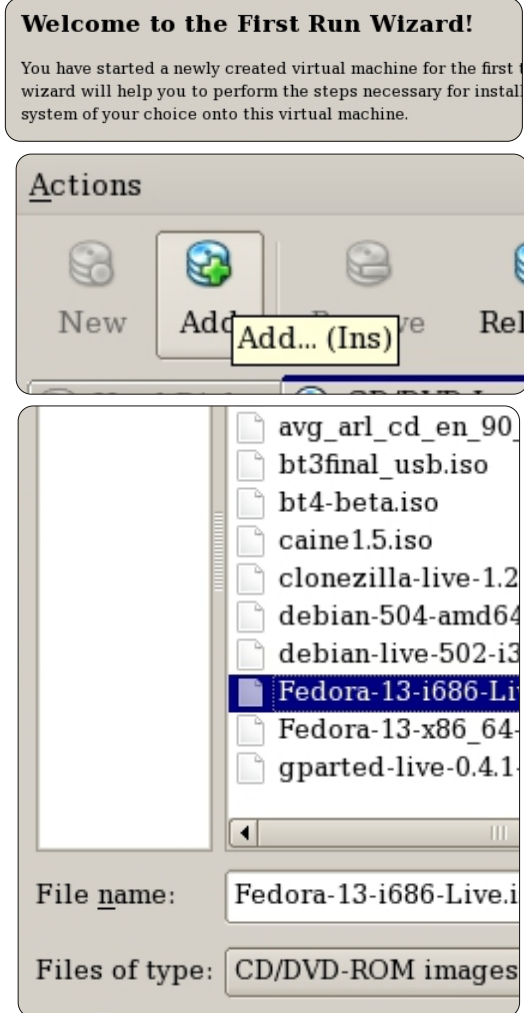 Welcome to the First Run Wizard!
You have started a newly created virtual machine for the first
wizard will help you to perform the steps necessary for instal
system of your choice onto this virtual machine.
Actions
New Add Rel
Add... (Ins)
avg_arl_cd_en_90_
bt3final_usb.iso
bt4-beta.iso
caine1.5.iso
clonezilla-live-1.2
debian-504-amd64
debian-live-502-i3
Fedora-13-i686-Li
Fedora-13-x86_64-
gparted-live-0.4.1-
File name: Fedora-13-i686-Live.i
Files of type: CD/DVD-ROM images